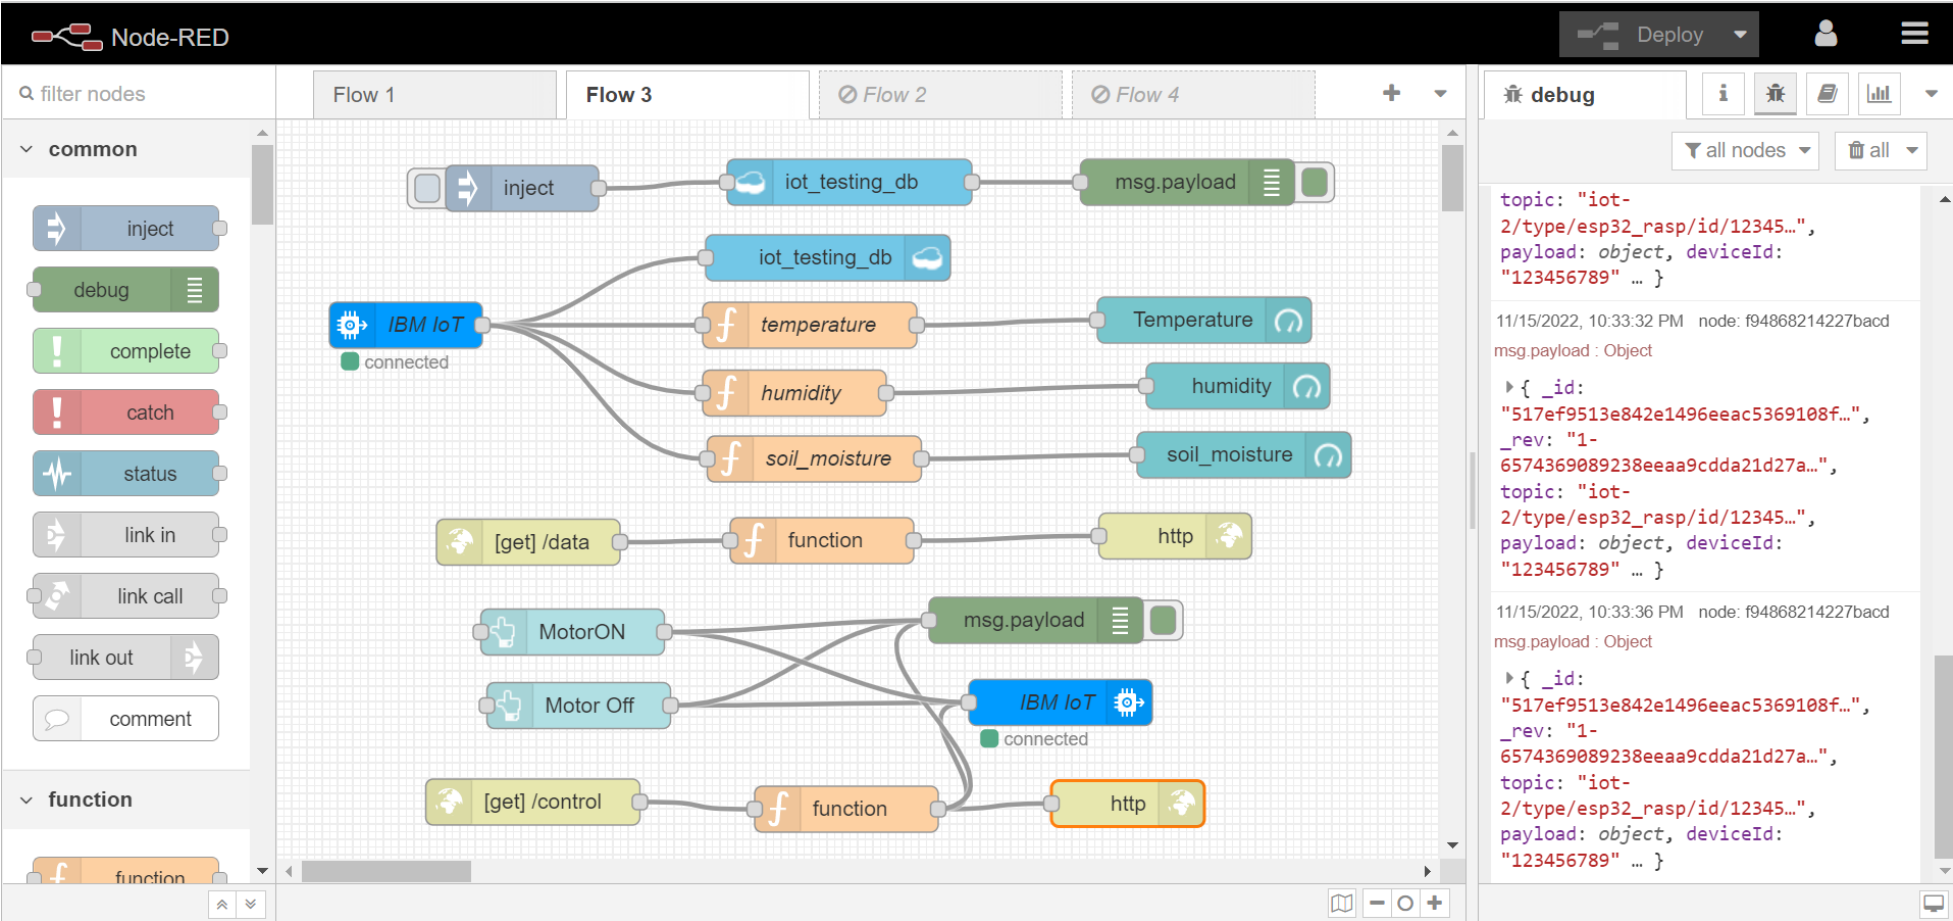 Node-RED
Deploy
filter nodes
Flow 1
Flow 3
Flow 2
Flow 4
debug
i
common
all nodes
all
inject
debug
complete
catch
status
link in
link call
link out
comment
function
function
inject
iot_testing_db
msg.payload
iot_testing_db
IBM IoT
connected
temperature
Temperature
humidity
humidity
soil_moisture
soil_moisture
[get] /data
function
http
MotorON
msg.payload
Motor Off
IBM IoT
connected
[get] /control
function
http
topic: "iot-
2/type/esp32_rasp/id/12345…",
payload: object, deviceId:
"123456789" … }
11/15/2022, 10:33:32 PM node: f94868214227bacd
msg.payload : Object
{ _id:
"517ef9513e842e1496eeac5369108f…",
_rev: "1-
6574369089238eeaa9cdda21d27a…",
topic: "iot-
2/type/esp32_rasp/id/12345…",
payload: object, deviceId:
"123456789" … }
11/15/2022, 10:33:36 PM node: f94868214227bacd
msg.payload : Object
{ _id:
"517ef9513e842e1496eeac5369108f…",
_rev: "1-
6574369089238eeaa9cdda21d27a…",
topic: "iot-
2/type/esp32_rasp/id/12345…",
payload: object, deviceId:
"123456789" … }